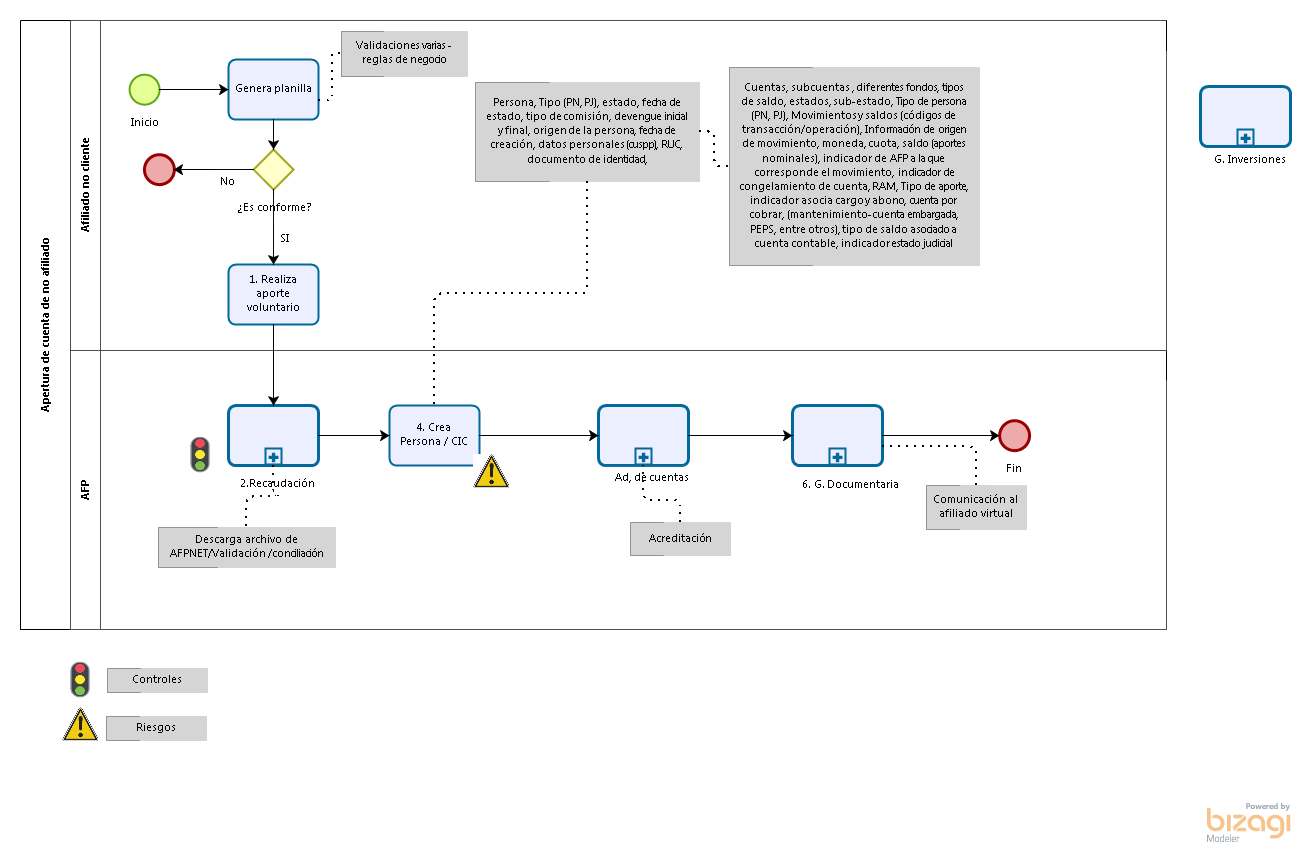 Apertura de cuenta de no afiliado
Afiliado no cliente
Inicio
Genera planilla
Validaciones varias -
reglas de negocio
No
¿Es conforme?
SI
1. Realiza
aporte
voluntario
Persona, Tipo (PN, PJ), estado, fecha de
estado, tipo de comisión, devengue inicial
y final, origen de la persona, fecha de
creación, datos personales (cuspp), RUC,
documento de identidad,
Cuentas, subcuentas , diferentes fondos, tipos
de saldo, estados, sub-estado, Tipo de persona
(PN, PJ), Movimientos y saldos (códigos de
transacción/operación), Información de origen
de movimiento, moneda, cuota, saldo (aportes
nominales), indicador de AFP a la que
corresponde el movimiento, indicador de
congelamiento de cuenta, RAM, Tipo de aporte,
indicador asocia cargo y abono, cuenta por
cobrar, (mantenimiento-cuenta embargada,
PEPS, entre otros), tipo de saldo asociado a
cuenta contable, indicador estado judicial
G. Inversiones
AFP
2.Recaudación
Descarga archivo de
AFPNET/Validación /conciliación
4. Crea
Persona / CIC
Ad, de cuentas
Acreditación
6. G. Documentaria
Comunicación al
afiliado virtual
Fin
Controles
Riesgos
Powered by
bizagi
Modeler